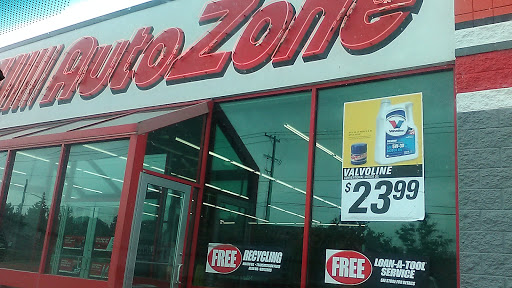 AutoZone
VALVOLINE
$23.99
FREE RECYCLING
FREE LOAN-A-TOOL
SERVICE